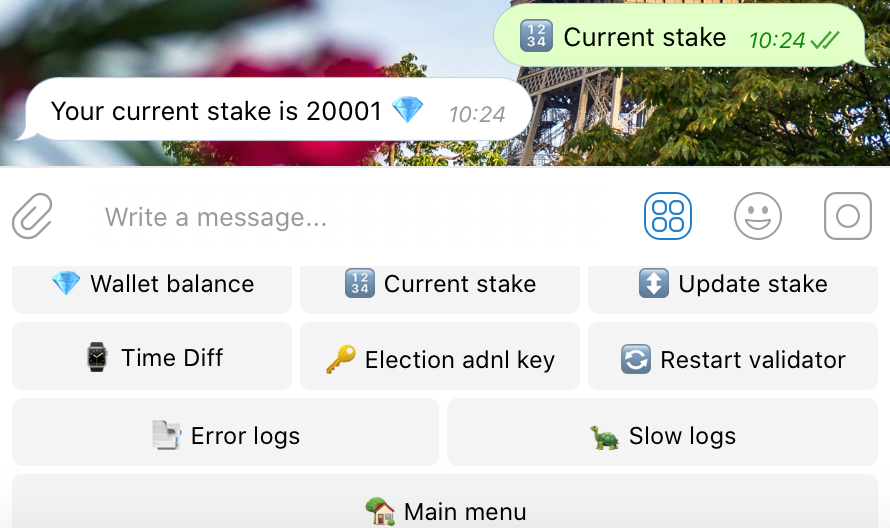 🔢 Current stake 10:24
Your current stake is 20001 💎 10:24
Write a message...
💎 Wallet balance
🔢 Current stake
↕️ Update stake
⌚ Time Diff
🔑 Election adnl key
🔄 Restart validator
📑 Error logs
🐢 Slow logs
🏡 Main menu